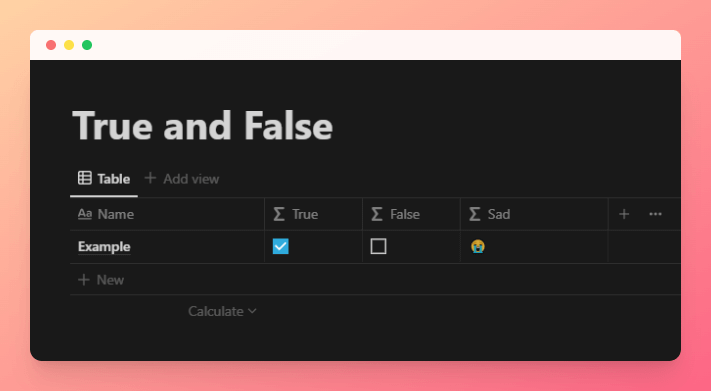 True and False
Table + Add view
Aa Name Σ True Σ False Σ Sad + ...
Example 😭
+ New
Calculate